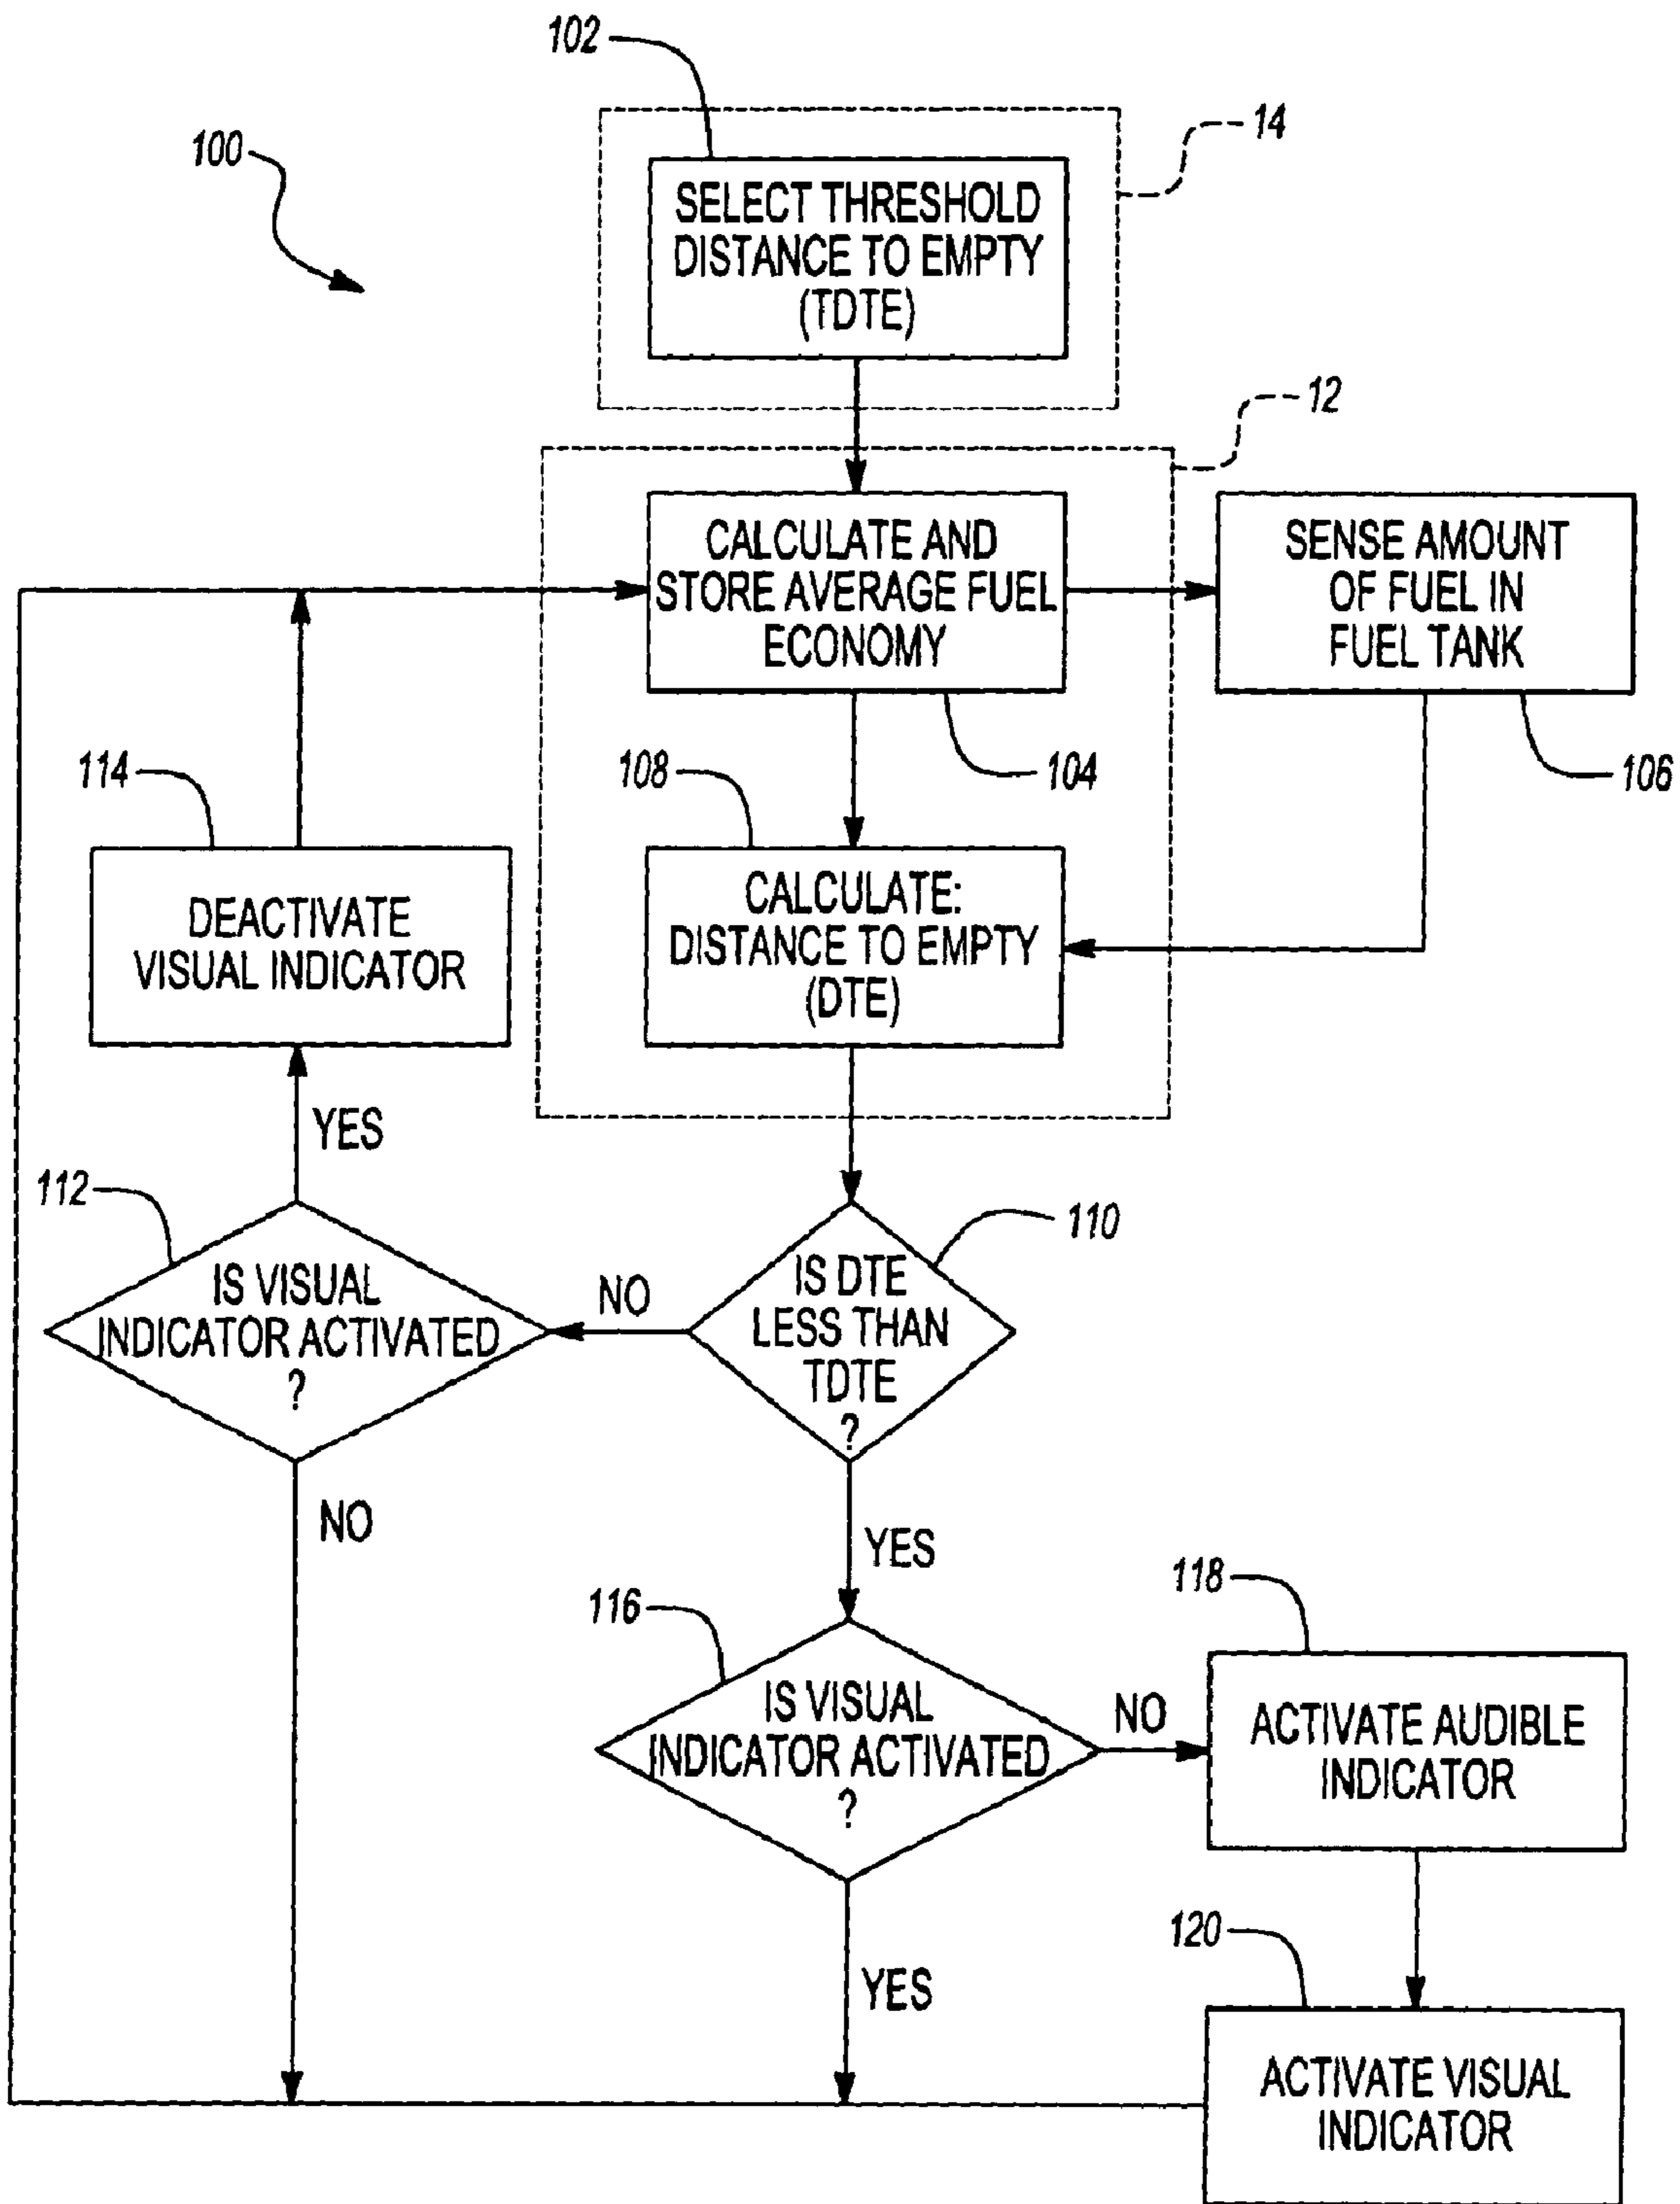 102
100
14
SELECT THRESHOLD
DISTANCE TO EMPTY
(TDTE)
12
CALCULATE AND
STORE AVERAGE FUEL
ECONOMY
SENSE AMOUNT
OF FUEL IN
FUEL TANK
114
108
104
106
DEACTIVATE
VISUAL INDICATOR
CALCULATE:
DISTANCE TO EMPTY
(DTE)
YES
112
110
IS VISUAL
INDICATOR ACTIVATED
?
NO
IS DTE
LESS THAN
TDTE
?
NO
YES
116
118
IS VISUAL
INDICATOR ACTIVATED
?
NO
ACTIVATE AUDIBLE
INDICATOR
120
YES
ACTIVATE VISUAL
INDICATOR